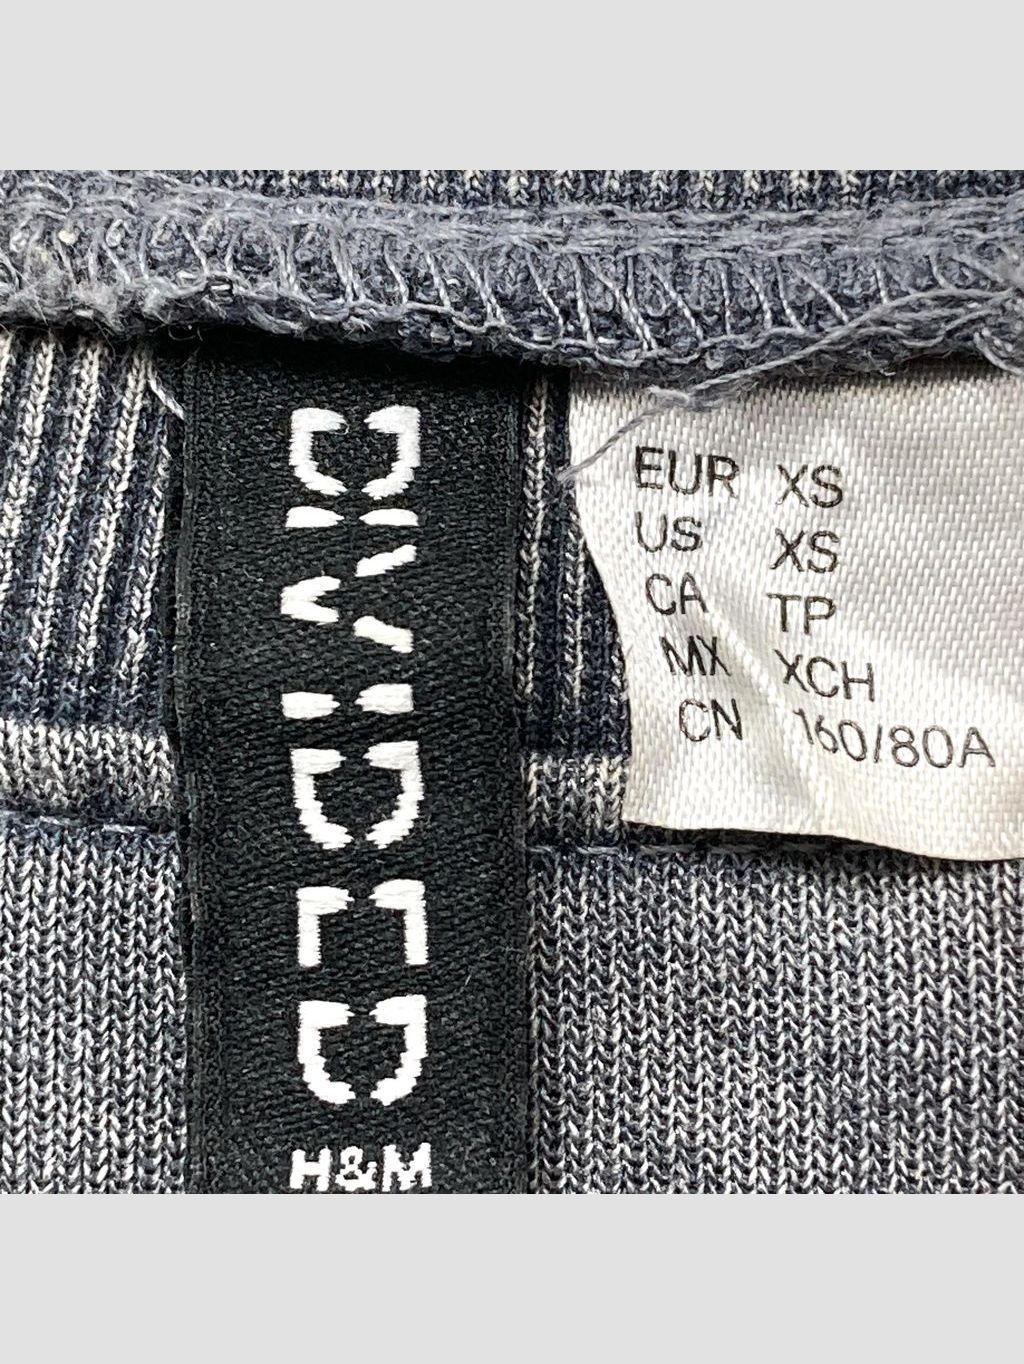 DIVIDED
H&M
EUR XS
US XS
CA TP
MX XCH
CN 160/80A